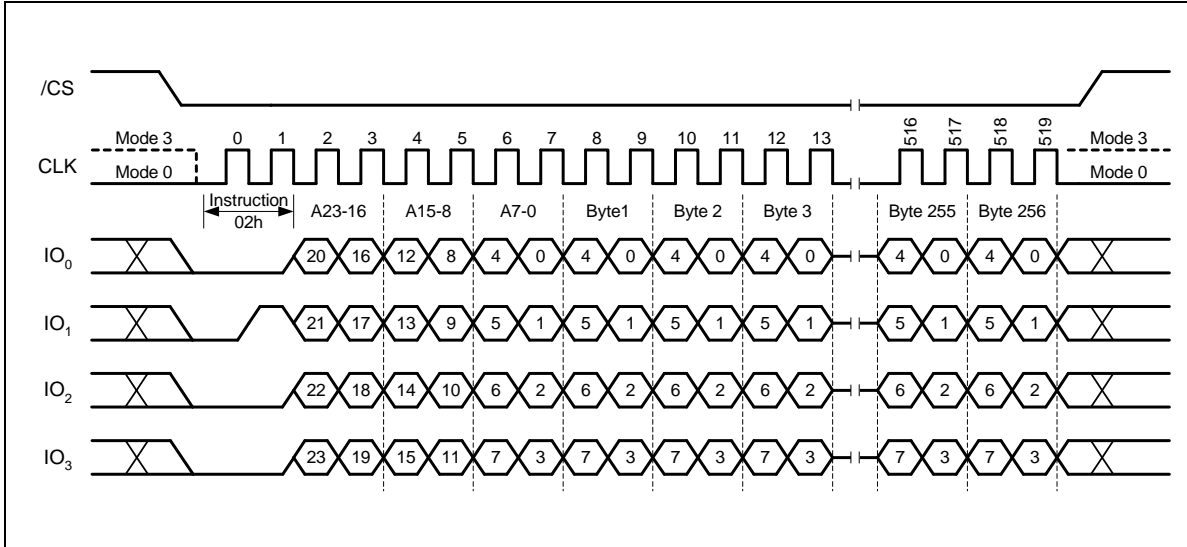 /CS
Mode 3 0 1 2 3 4 5 6 7 8 9 10 11 12 13 516 517 518 519 Mode 3
CLK
Mode 0 Mode 0
Instruction
02h
A23-16 A15-8 A7-0 Byte1 Byte 2 Byte 3 Byte 255 Byte 256
IO0 20 16 12 8 4 0 4 0 4 0 4 0 4 0 4 0
IO1 21 17 13 9 5 1 5 1 5 1 5 1 5 1 5 1
IO2 22 18 14 10 6 2 6 2 6 2 6 2 6 2 6 2
IO3 23 19 15 11 7 3 7 3 7 3 7 3 7 3 7 3